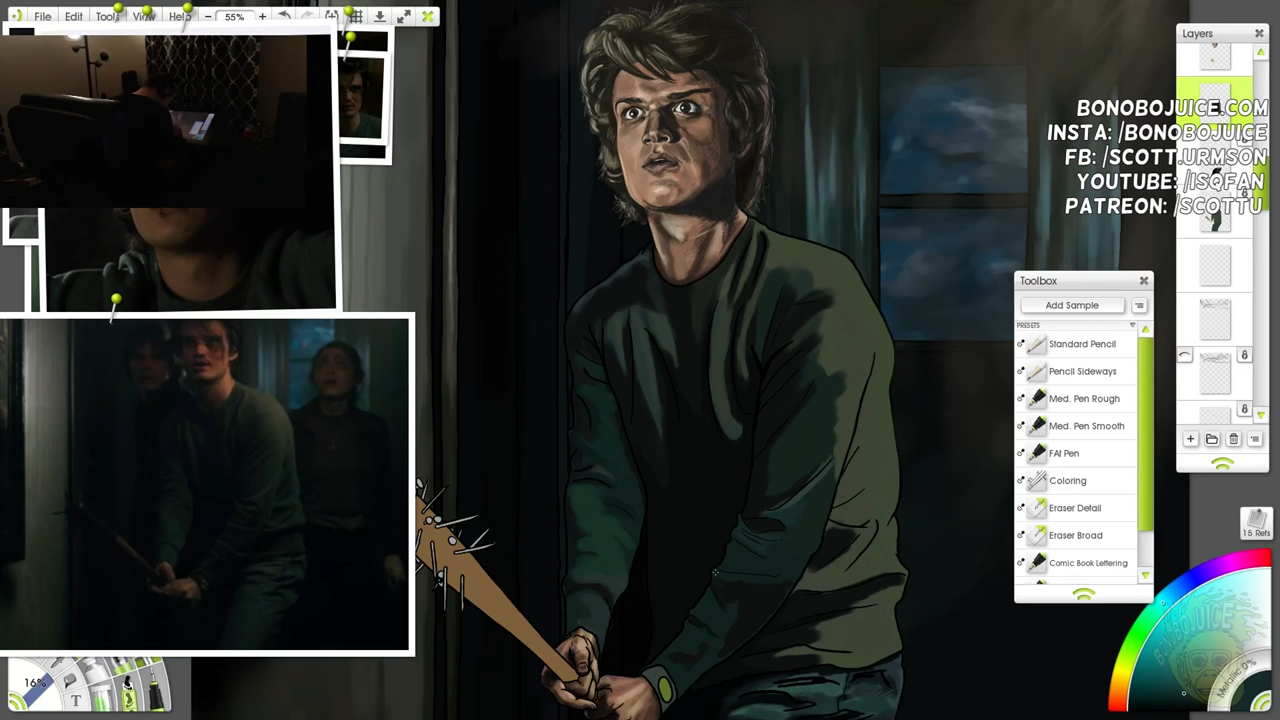 File Edit Tools View Help 55%
Layers
BONOBOJUICE.COM
INSTA: /BONOBOJUICE
FB: /SCOTT.URMSON
YOUTUBE: /ISQFAN
PATREON: /SCOTTU
Toolbox
Add Sample
PRESETS
Standard Pencil
Pencil Sideways
Med. Pen Rough
Med. Pen Smooth
FAt Pen
Coloring
Eraser Detail
Eraser Broad
Comic Book Lettering
15 Refs
BONOBOJUICE
Metallic 0%
16%
T